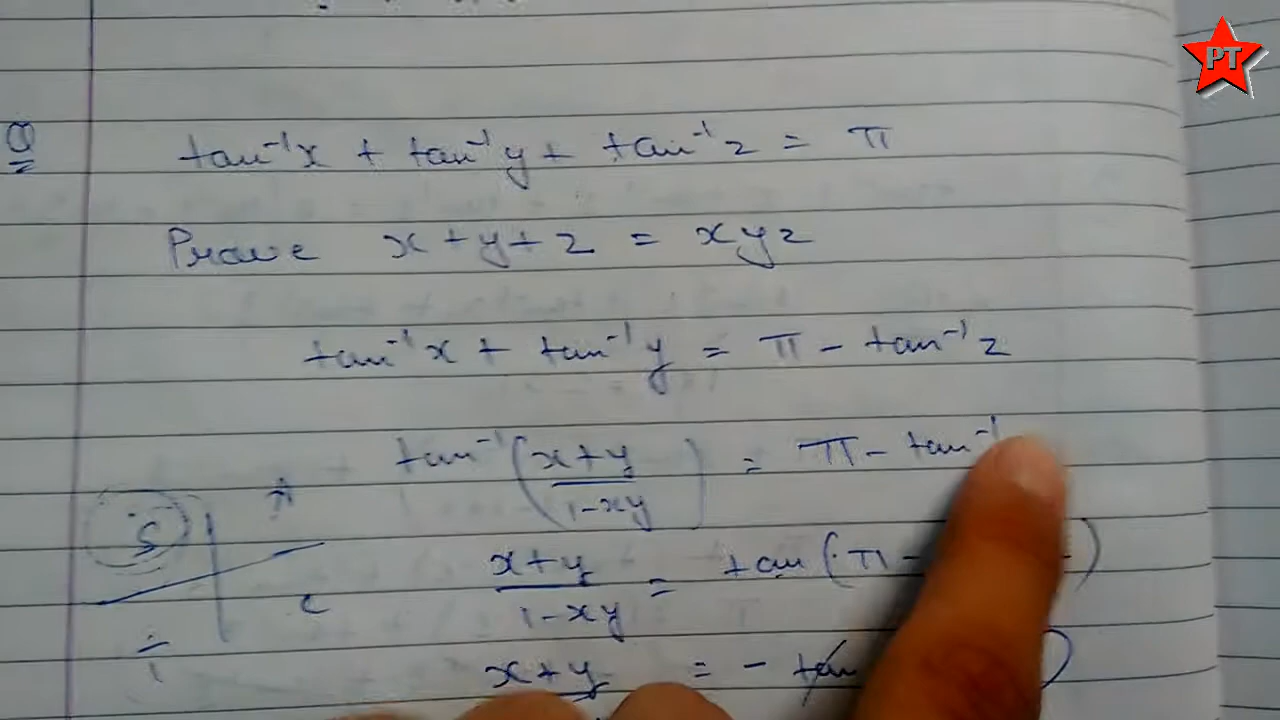 PT
Q tan⁻¹x + tan⁻¹y + tan⁻¹z = π
Prove x + y + z = xyz
tan⁻¹x + tan⁻¹y = π - tan⁻¹z
tan⁻¹(x+y/1-xy) = π - tan⁻¹
S A
x+y/1-xy = tan(π - )
T C
x+y = - tan )